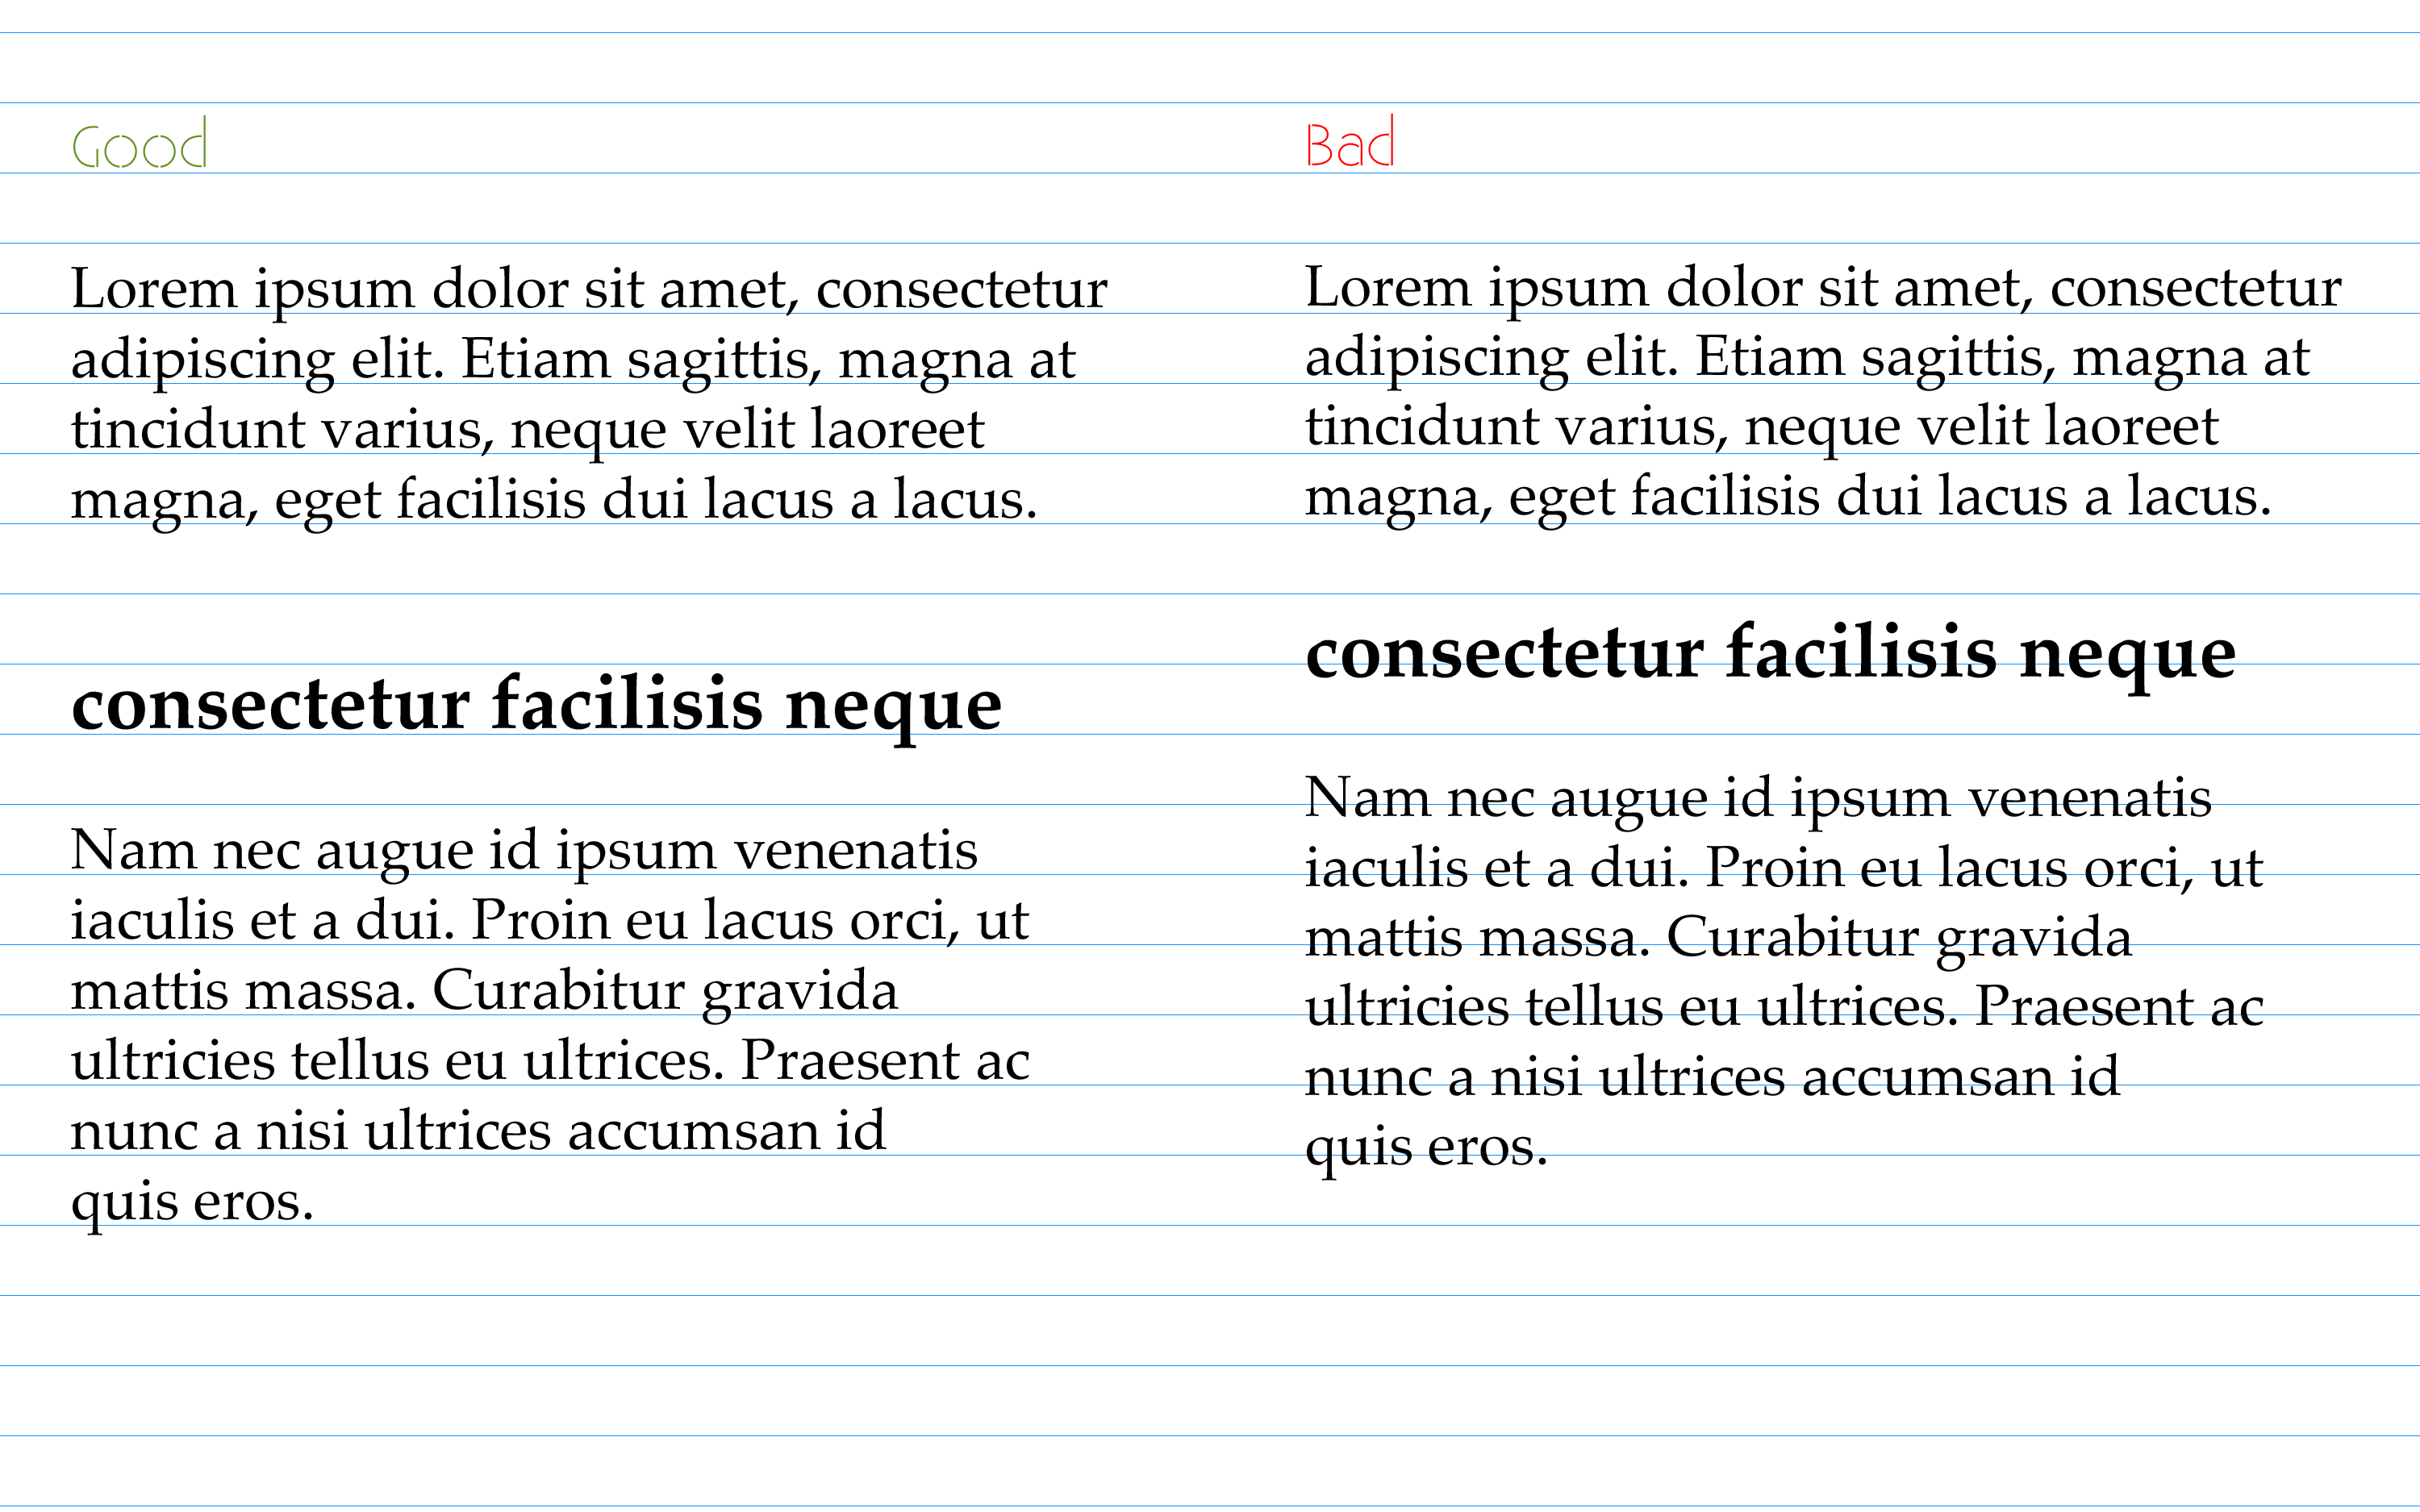 Good
Lorem ipsum dolor sit amet, consectetur
adipiscing elit. Etiam sagittis, magna at
tincidunt varius, neque velit laoreet
magna, eget facilisis dui lacus a lacus.
consectetur facilisis neque
Nam nec augue id ipsum venenatis
iaculis et a dui. Proin eu lacus orci, ut
mattis massa. Curabitur gravida
ultricies tellus eu ultrices. Praesent ac
nunc a nisi ultrices accumsan id
quis eros.
Bad
Lorem ipsum dolor sit amet, consectetur
adipiscing elit. Etiam sagittis, magna at
tincidunt varius, neque velit laoreet
magna, eget facilisis dui lacus a lacus.
consectetur facilisis neque
Nam nec augue id ipsum venenatis
iaculis et a dui. Proin eu lacus orci, ut
mattis massa. Curabitur gravida
ultricies tellus eu ultrices. Praesent ac
nunc a nisi ultrices accumsan id
quis eros.